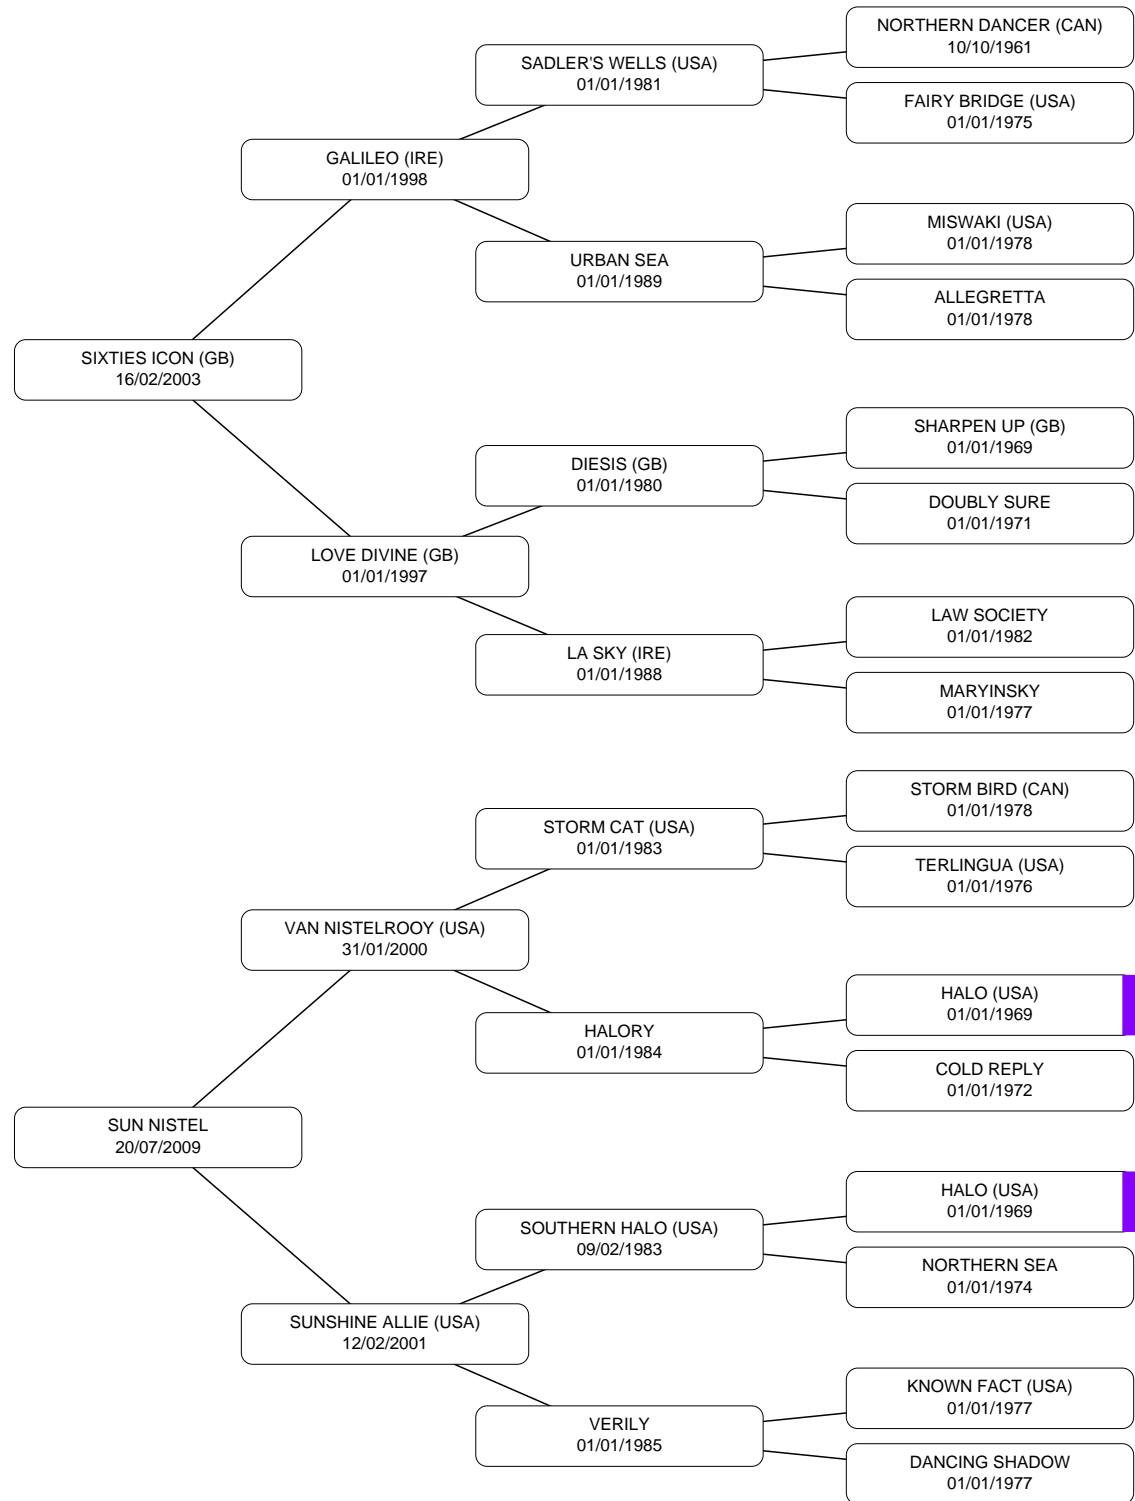 NORTHERN DANCER (CAN)
10/10/1961
SADLER'S WELLS (USA)
01/01/1981
FAIRY BRIDGE (USA)
01/01/1975
GALILEO (IRE)
01/01/1998
MISWAKI (USA)
01/01/1978
URBAN SEA
01/01/1989
ALLEGRETTA
01/01/1978
SIXTIES ICON (GB)
16/02/2003
SHARPEN UP (GB)
01/01/1969
DIESIS (GB)
01/01/1980
DOUBLY SURE
01/01/1971
LOVE DIVINE (GB)
01/01/1997
LAW SOCIETY
01/01/1982
LA SKY (IRE)
01/01/1988
MARYINSKY
01/01/1977
STORM BIRD (CAN)
01/01/1978
STORM CAT (USA)
01/01/1983
TERLINGUA (USA)
01/01/1976
VAN NISTELROOY (USA)
31/01/2000
HALO (USA)
01/01/1969
HALORY
01/01/1984
COLD REPLY
01/01/1972
SUN NISTEL
20/07/2009
HALO (USA)
01/01/1969
SOUTHERN HALO (USA)
09/02/1983
NORTHERN SEA
01/01/1974
SUNSHINE ALLIE (USA)
12/02/2001
KNOWN FACT (USA)
01/01/1977
VERILY
01/01/1985
DANCING SHADOW
01/01/1977